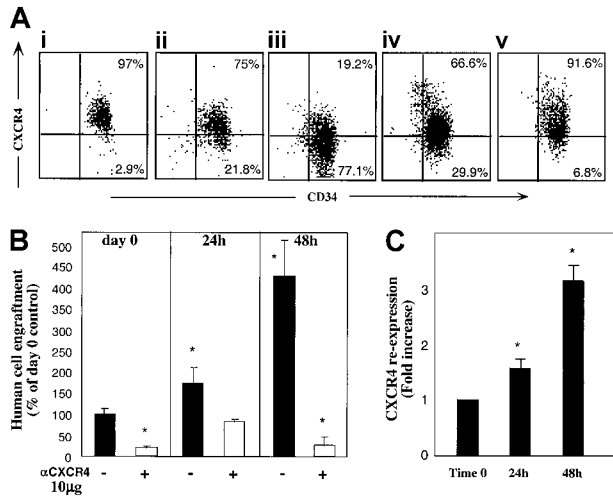 A
i ii iii iv v
97% 75% 19.2% 66.6% 91.6%
CXCR4
2.9% 21.8% 77.1% 29.9% 6.8%
CD34
B
Human cell engraftment
(% of day 0 control)
day 0 24h 48h
500
450
400
350
300
250
200
150
100
50
0
* * * *
αCXCR4 - + - + - +
10µg
C
CXCR4 re-expression
(Fold increase)
3
2
1
0
* *
Time 0 24h 48h